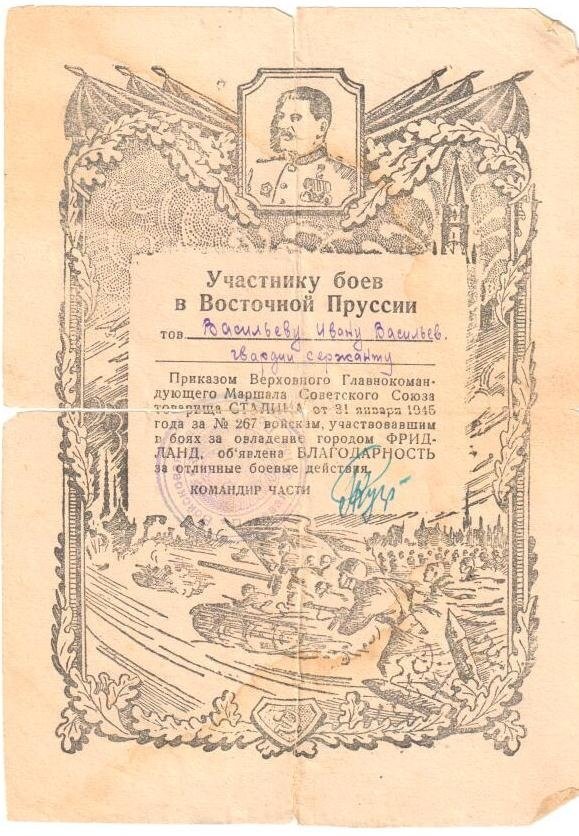 Участнику боев
в Восточной Пруссии
тов. Васильеву Ивану Васильев.
гвардии сержанту
Приказом Верховного Главнокоман-
дующего Маршала Советского Союза
товарища СТАЛИНА от 31 января 1945
года за № 267 войскам, участвовавшим
в боях за овладение городом ФРИД-
ЛАНД, об'явлена БЛАГОДАРНОСТЬ
за отличные боевые действия.
КОМАНДИР ЧАСТИ